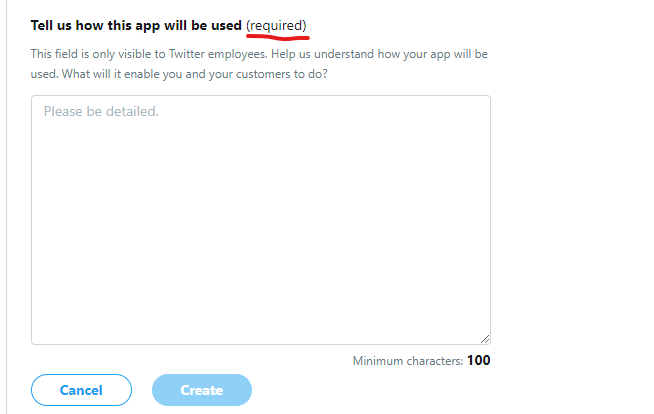 Tell us how this app will be used (required)
This field is only visible to Twitter employees. Help us understand how your app will be
used. What will it enable you and your customers to do?
Please be detailed.
Minimum characters: 100
Cancel Create